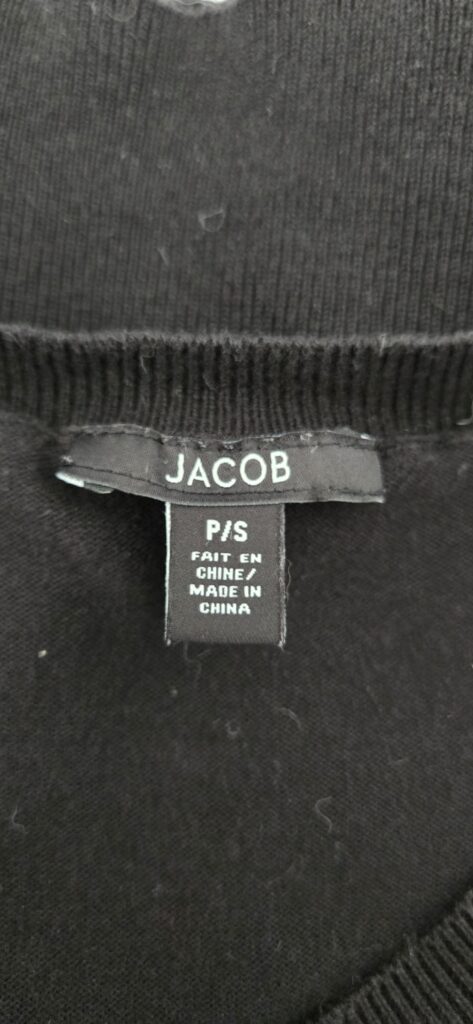 JACOB
P/S
FAIT EN
CHINE/
MADE IN
CHINA